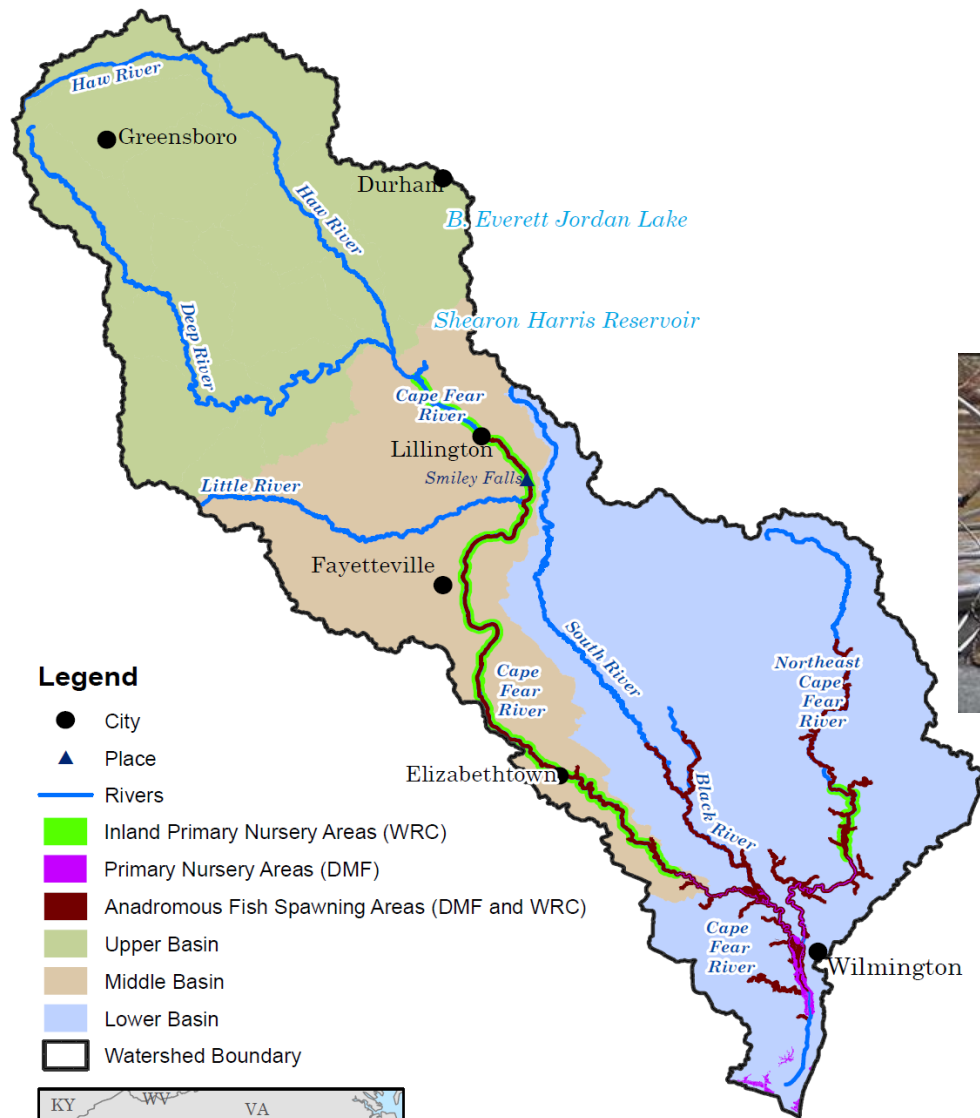 Haw River
Greensboro
Durham
Haw River
B. Everett Jordan Lake
Deep River
Shearon Harris Reservoir
Cape Fear
River
Lillington
Smiley Falls
Little River
Fayetteville
South River
Northeast
Cape
Fear
River
Cape
Fear
River
Elizabethtown
Black River
Cape
Fear
River
Wilmington
Legend
City
Place
Rivers
Inland Primary Nursery Areas (WRC)
Primary Nursery Areas (DMF)
Anadromous Fish Spawning Areas (DMF and WRC)
Upper Basin
Middle Basin
Lower Basin
Watershed Boundary
KY
WV
VA